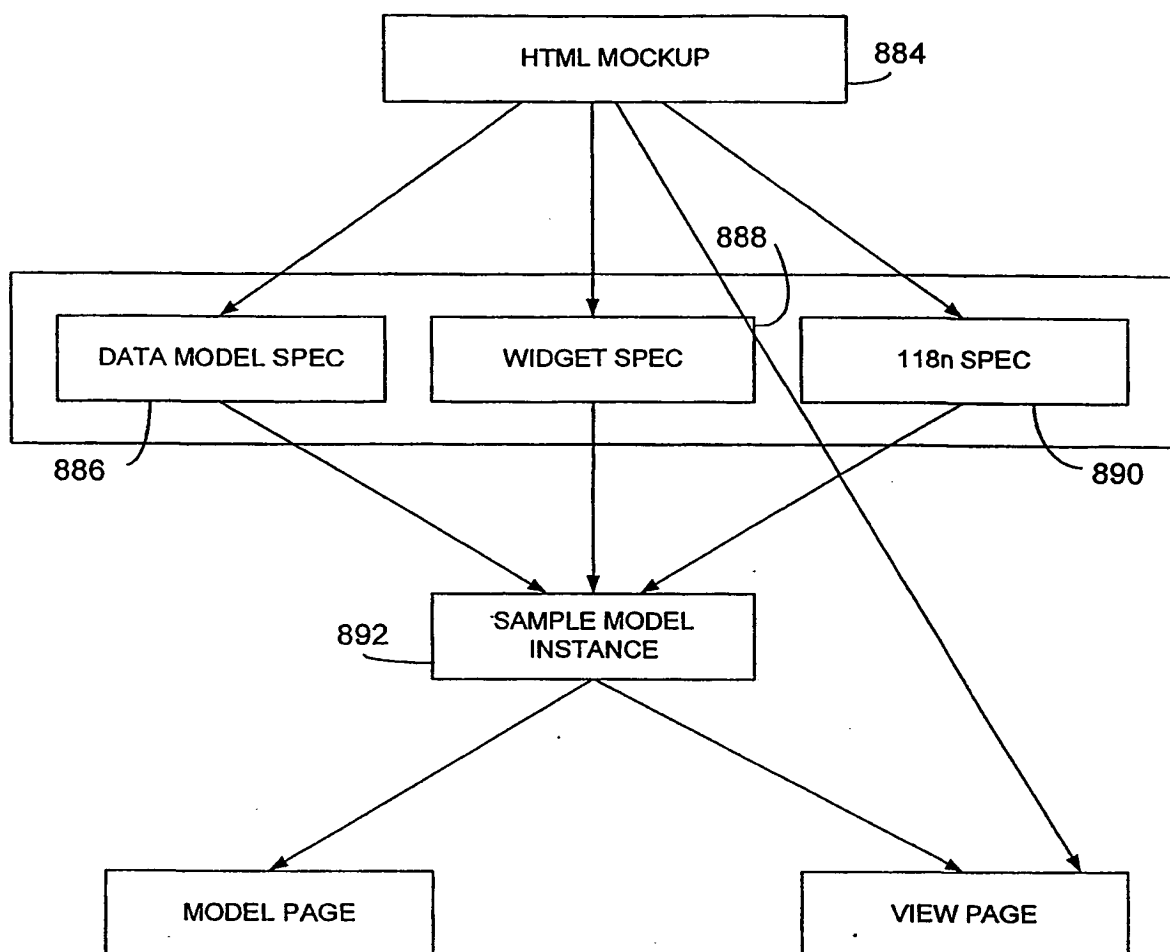 HTML MOCKUP
884
888
DATA MODEL SPEC
WIDGET SPEC
118n SPEC
886
890
892
SAMPLE MODEL
INSTANCE
MODEL PAGE
VIEW PAGE